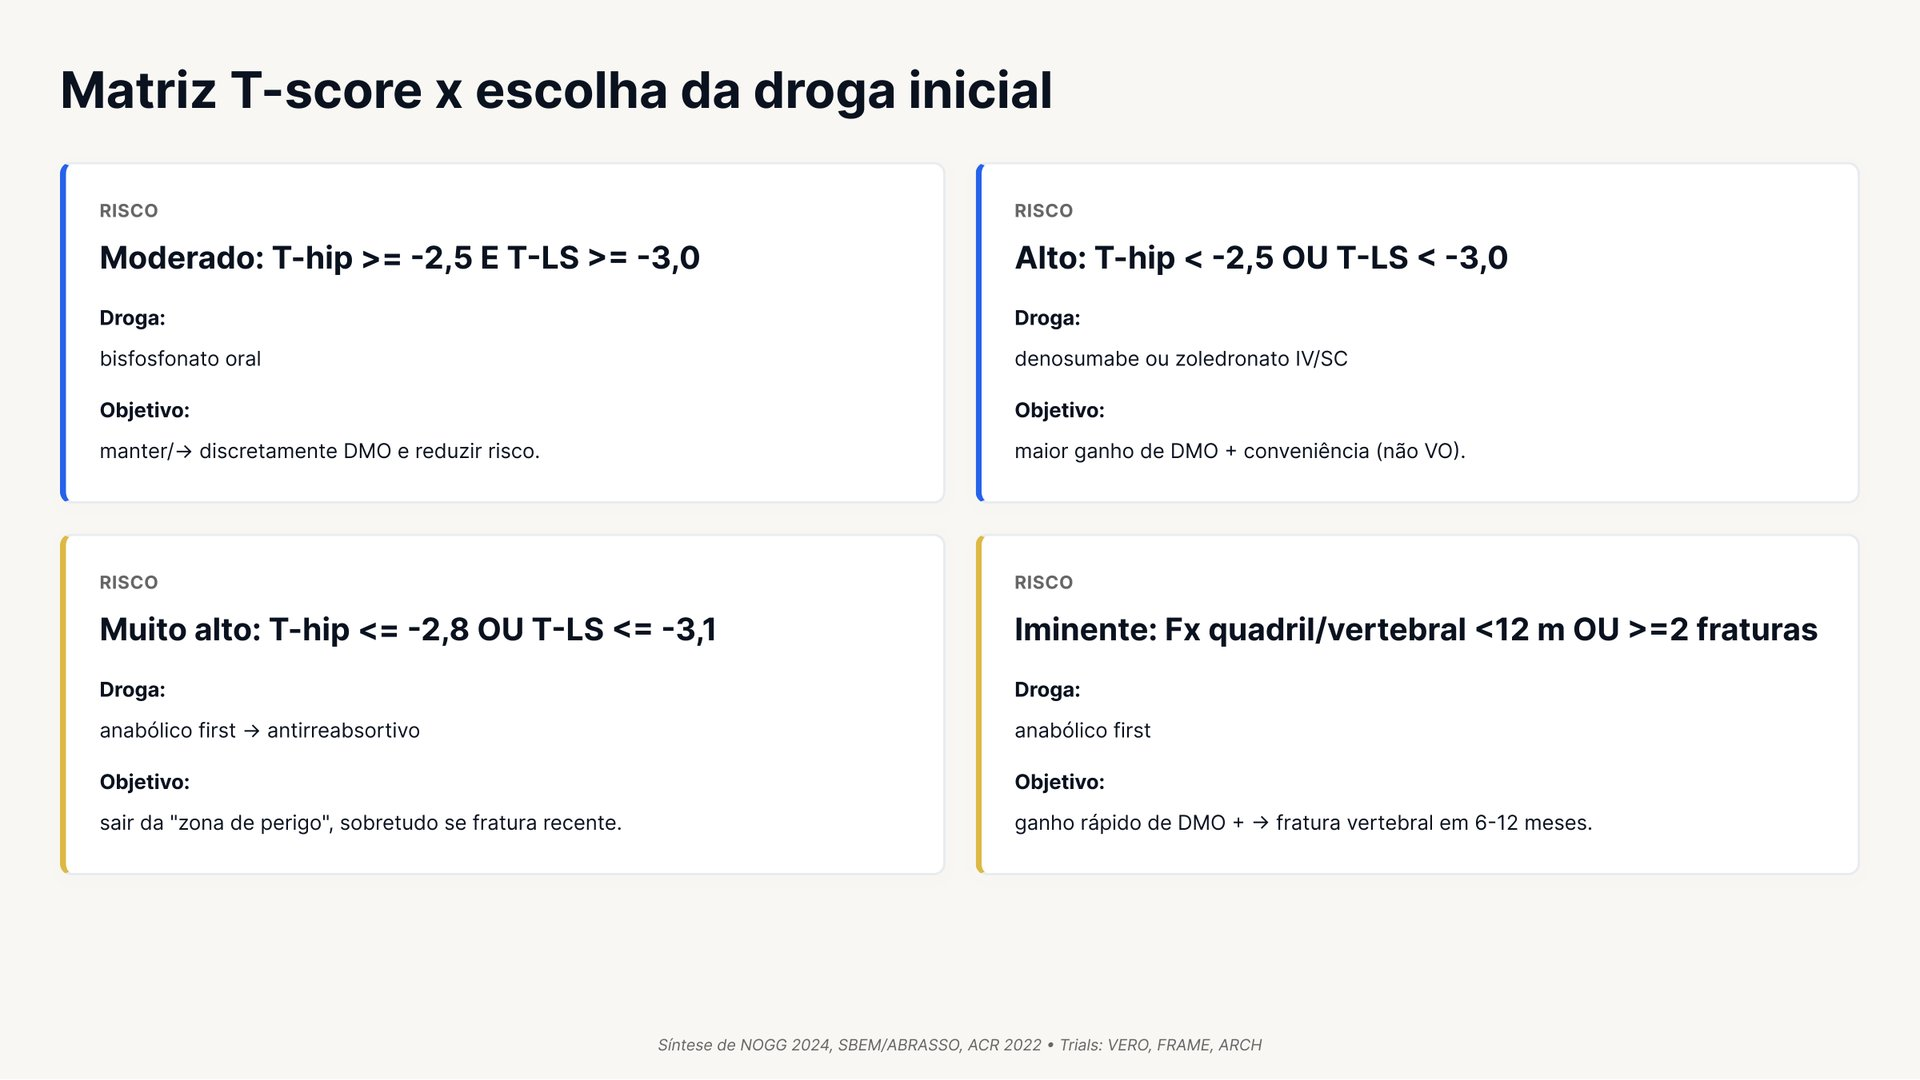 Matriz T-score x escolha da droga inicial
RISCO
Moderado: T-hip >= -2,5 E T-LS >= -3,0
Droga:
bisfosfonato oral
Objetivo:
manter/→ discretamente DMO e reduzir risco.
RISCO
Alto: T-hip < -2,5 OU T-LS < -3,0
Droga:
denosumabe ou zoledronato IV/SC
Objetivo:
maior ganho de DMO + conveniência (não VO).
RISCO
Muito alto: T-hip <= -2,8 OU T-LS <= -3,1
Droga:
anabólico first → antirreabsortivo
Objetivo:
sair da "zona de perigo", sobretudo se fratura recente.
RISCO
Iminente: Fx quadril/vertebral <12 m OU >=2 fraturas
Droga:
anabólico first
Objetivo:
ganho rápido de DMO + → fratura vertebral em 6-12 meses.
Síntese de NOGG 2024, SBEM/ABRASSO, ACR 2022 • Trials: VERO, FRAME, ARCH